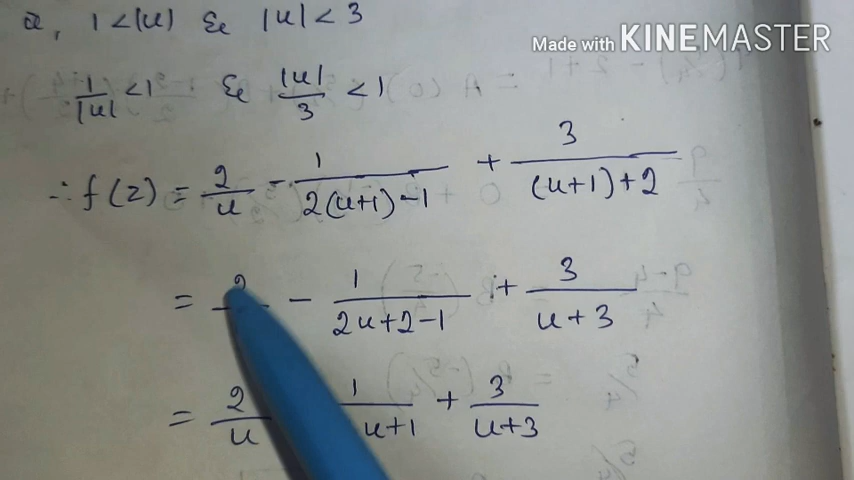 Made with KINEMASTER
a, 1 < |u| & |u| < 3
1/|u| < 1 & |u|/3 < 1
∴ f(z) = 2/u - 1/(2(u+1)-1) + 3/((u+1)+2)
= 2 - 1/(2u+2-1) + 3/(u+3)
= 2/u 1/u+1 + 3/(u+3)